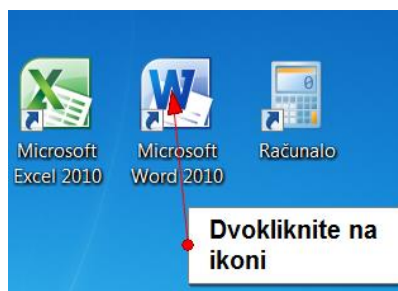 Microsoft
Excel 2010
Microsoft
Word 2010
Računalo
Dvokliknite na
ikoni